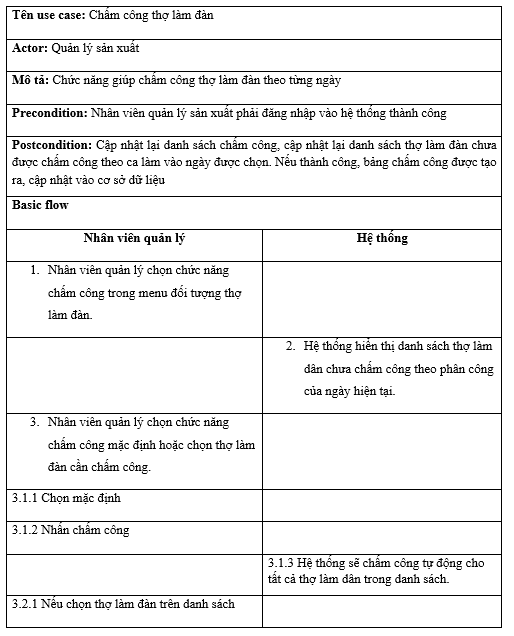 Tên use case: Chấm công thợ làm đàn
Actor: Quản lý sản xuất
Mô tả: Chức năng giúp chấm công thợ làm đàn theo từng ngày
Precondition: Nhân viên quản lý sản xuất phải đăng nhập vào hệ thống thành công
Postcondition: Cập nhật lại danh sách chấm công, cập nhật lại danh sách thợ làm đàn chưa
được chấm công theo ca làm vào ngày được chọn. Nếu thành công, bảng chấm công được tạo
ra, cập nhật vào cơ sở dữ liệu
Basic flow
Nhân viên quản lý
Hệ thống
1. Nhân viên quản lý chọn chức năng
chấm công trong menu đối tượng thợ
làm đàn.
2. Hệ thống hiển thị danh sách thợ làm
dân chưa chấm công theo phân công
của ngày hiện tại.
3. Nhân viên quản lý chọn chức năng
chấm công mặc định hoặc chọn thợ làm
đàn cần chấm công.
3.1.1 Chọn mặc định
3.1.2 Nhấn chấm công
3.1.3 Hệ thống sẽ chấm công tự động cho
tất cả thợ làm dân trong danh sách.
3.2.1 Nếu chọn thợ làm đàn trên danh sách